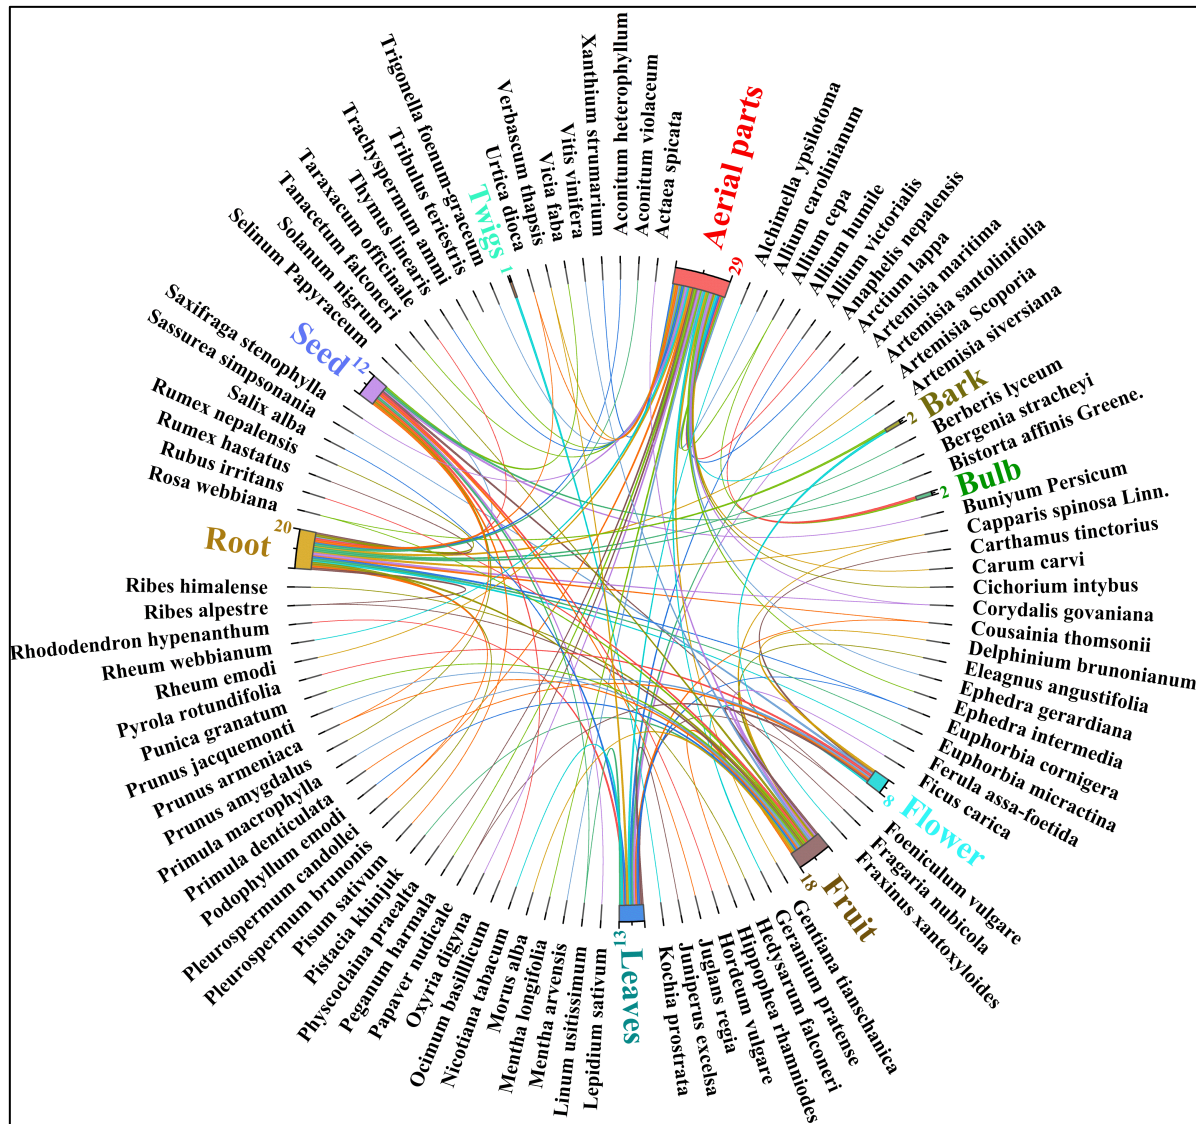 Aconitum heterophyllum
Aconitum violaceum
Actaea spicata
Aerial parts
29
Alchimella ypsilotoma
Allium carolinianum
Allium cepa
Allium humile
Allium victorialis
Anaphelis nepalensis
Arctium lappa
Artemisia maritima
Artemisia santolinifolia
Artemisia Scoporia
Artemisia siversiana
Bark
2
Berberis lyceum
Bergenia stracheyi
Bistorta affinis Greene.
Bulb
2
Buniyum Persicum
Capparis spinosa Linn.
Carthamus tinctorius
Carum carvi
Cichorium intybus
Corydalis govaniana
Cousainia thomsonii
Delphinium brunonianum
Eleagnus angustifolia
Ephedra gerardiana
Ephedra intermedia
Euphorbia cornigera
Euphorbia micractina
Ferula assa-foetida
Ficus carica
Flower
8
Foeniculum vulgare
Fragaria nubicola
Fraxinus xantoxyloides
Fruit
18
Gentiana tianschanica
Geranium pratense
Hedysarum falconeri
Hippophea rhamniodes
Hordeum vulgare
Juglans regia
Juniperus excelsa
Kochia prostrata
Leaves
13
Lepidium sativum
Linum usitissimum
Mentha arvensis
Mentha longifolia
Morus alba
Nicotiana tabacum
Ocimum basillicum
Oxyria digyna
Papaver nudicale
Peganum harmala
Physcoclaina praealta
Pistacia khinjuk
Pisum sativum
Pleurospermum brunonis
Pleurospermum candollei
Podophyllum emodi
Primula denticulata
Primula macrophylla
Prunus amygdalus
Prunus armeniaca
Prunus jacquemonti
Punica granatum
Pyrola rotundifolia
Rheum emodi
Rheum webbianum
Rhododendron hypenanthum
Ribes alpestre
Ribes himalense
Root
20
Rosa webbiana
Rubus irritans
Rumex hastatus
Rumex nepalensis
Salix alba
Sassurea simpsonania
Saxifraga stenophylla
Seed
12
Selinum Papyraceum
Solanum nigrum
Tanacetum falconeri
Taraxacum officinale
Thymus linearis
Trachyspermum ammi
Tribulus teriestris
Trigonella foenum-graceum
Twigs
1
Urtica dioca
Verbascum thapsis
Vicia faba
Vitis vinifera
Xanthium strumarium